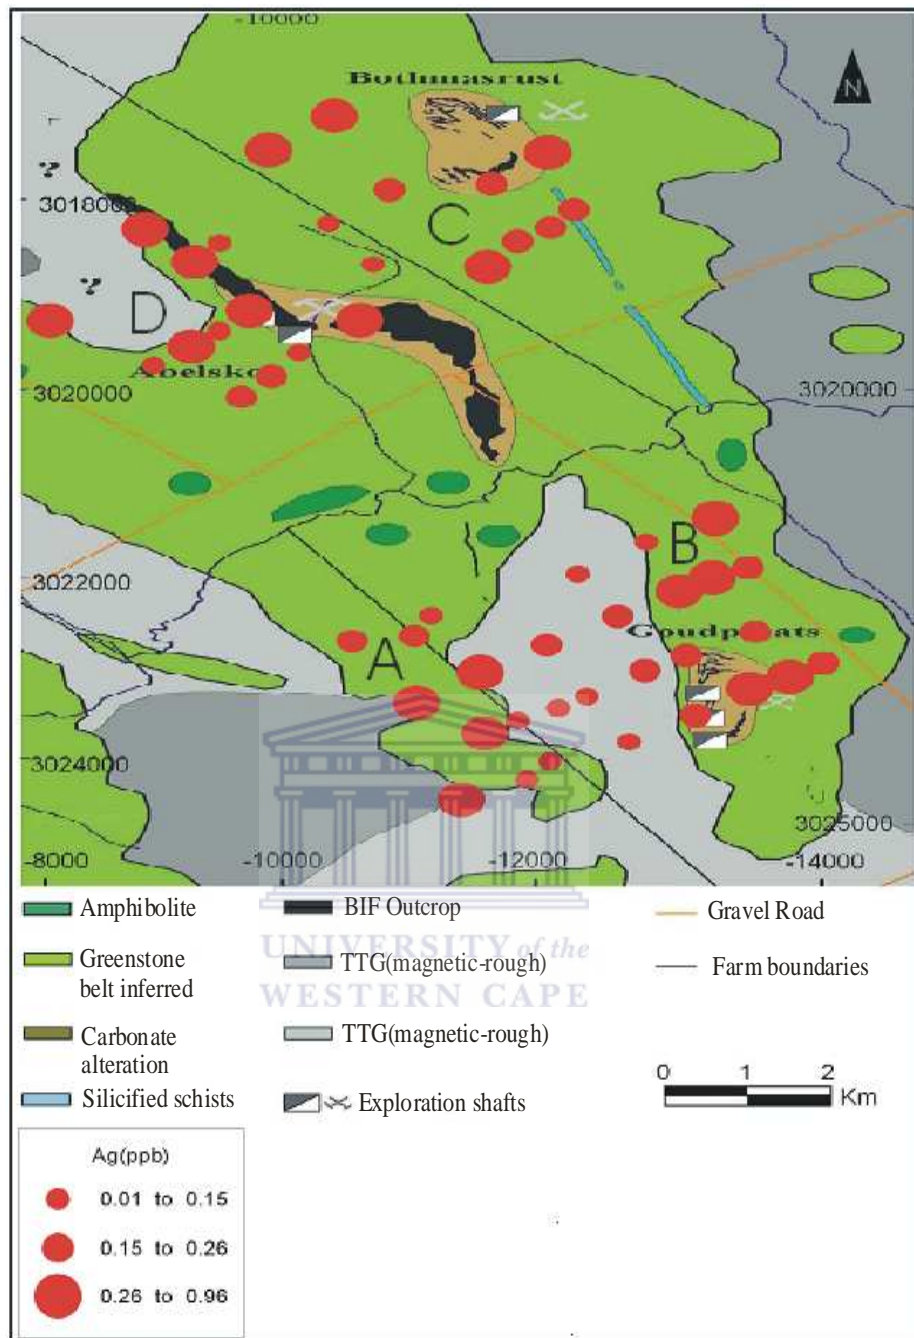 -10000
Bothmasrust
N
?
3018000
C
?
D
Abelsko
3020000
3020000
B
3022000
Goudplaats
A
3024000
3025000
-8000
-10000
-12000
-14000
Amphibolite
BIF Outcrop
Gravel Road
UNIVERSITY of the
WESTERN CAPE
Greenstone
belt inferred
TTG(magnetic-rough)
Farm boundaries
Carbonate
alteration
TTG(magnetic-rough)
Silicified schists
Exploration shafts
0 1 2
Km
Ag(ppb)
0.01 to 0.15
0.15 to 0.26
0.26 to 0.96